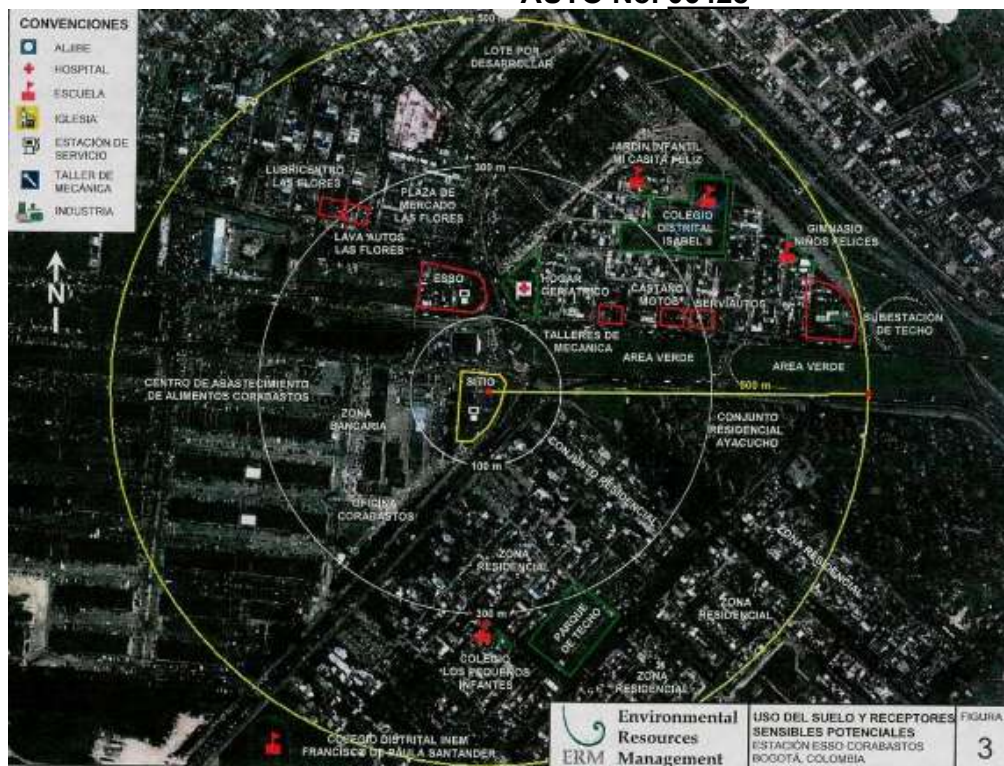 AUTO No. 06428
CONVENCIONES
ALJIBE
HOSPITAL
ESCUELA
IGLESIA
ESTACIÓN DE
SERVICIO
TALLER DE
MECÁNICA
INDUSTRIA
N
500 m
LOTE POR
DESARROLLAR
JARDIN INFANTIL
MI CASITA FELIZ
300 m
LUBRICENTRO
LAS FLORES
PLAZA DE
MERCADO
LAS FLORES
LAVA AUTOS
LAS FLORES
COLEGIO
DISTRITAL
ISABEL II
GIMNASIO
NIÑOS FELICES
ESSO
HOGAR
GERIATRICO
CASTAÑO
MOTOS
SERVIAUTOS
SUBESTACIÓN
DE TECHO
TALLERES DE
MECANICA
AREA VERDE
AREA VERDE
CENTRO DE ABASTECIMIENTO
DE ALIMENTOS CORABASTOS
SITIO
500 m
ZONA
BANCARIA
CONJUNTO
RESIDENCIAL
AYACUCHO
100 m
CONJUNTO RESIDENCIAL
OFICINA
CORABASTOS
ZONA
RESIDENCIAL
ZONA RESIDENCIAL
ZONA
RESIDENCIAL
300 m
PARQUE
DE TECHO
COLEGIO
LOS PEQUEÑOS
INFANTES
ZONA
RESIDENCIAL
COLEGIO DISTRITAL INEM
FRANCISCO DE PAULA SANTANDER
ERM
Environmental
Resources
Management
USO DEL SUELO Y RECEPTORES
SENSIBLES POTENCIALES
ESTACIÓN ESSO CORABASTOS
BOGOTÁ, COLOMBIA
FIGURA
3